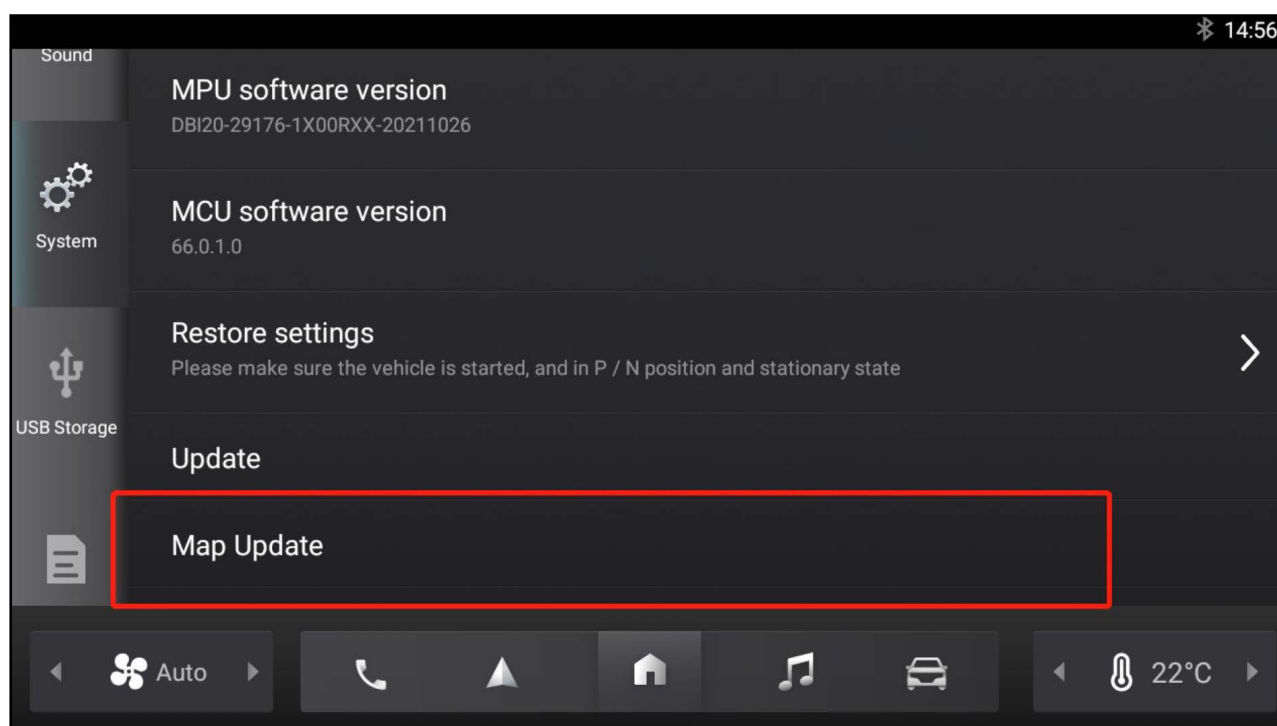 14:56
Sound
MPU software version
DBI20-29176-1X00RXX-20211026
System
MCU software version
66.0.1.0
Restore settings
Please make sure the vehicle is started, and in P / N position and stationary state
USB Storage
Update
Map Update
Auto
22°C